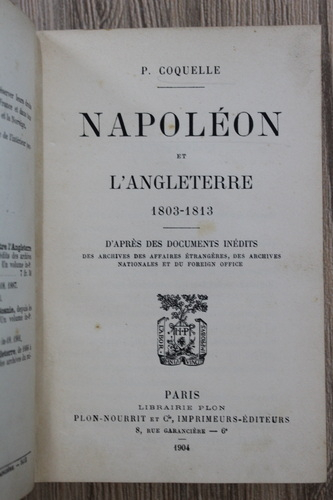 P. COQUELLE
NAPOLÉON
ET
L'ANGLETERRE
1803-1813
D'APRÈS DES DOCUMENTS INÉDITS
DES ARCHIVES DES AFFAIRES ÉTRANGÈRES, DES ARCHIVES
NATIONALES ET DU FOREIGN OFFICE
PARIS
LIBRAIRIE PLON
PLON-NOURRIT ET Cie, IMPRIMEURS-ÉDITEURS
8, RUE GARANCIÈRE — 6e
1904